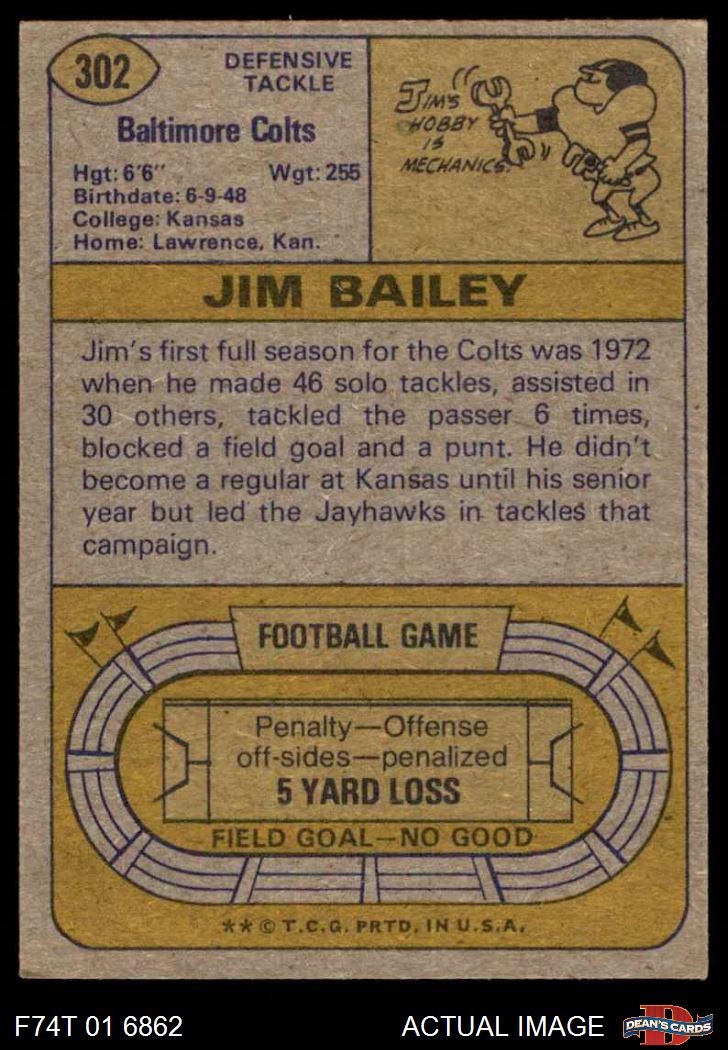 302
DEFENSIVE
TACKLE
Baltimore Colts
Hgt: 6'6" Wgt: 255
Birthdate: 6-9-48
College: Kansas
Home: Lawrence, Kan.
JIM'S
HOBBY
IS
MECHANICS.
JIM BAILEY
Jim's first full season for the Colts was 1972
when he made 46 solo tackles, assisted in
30 others, tackled the passer 6 times,
blocked a field goal and a punt. He didn't
become a regular at Kansas until his senior
year but led the Jayhawks in tackles that
campaign.
FOOTBALL GAME
Penalty—Offense
off-sides—penalized
5 YARD LOSS
FIELD GOAL—NO GOOD
** © T.C.G. PRTD. IN U.S.A.
F74T 01 6862 ACTUAL IMAGE
D
DEAN'S CARDS